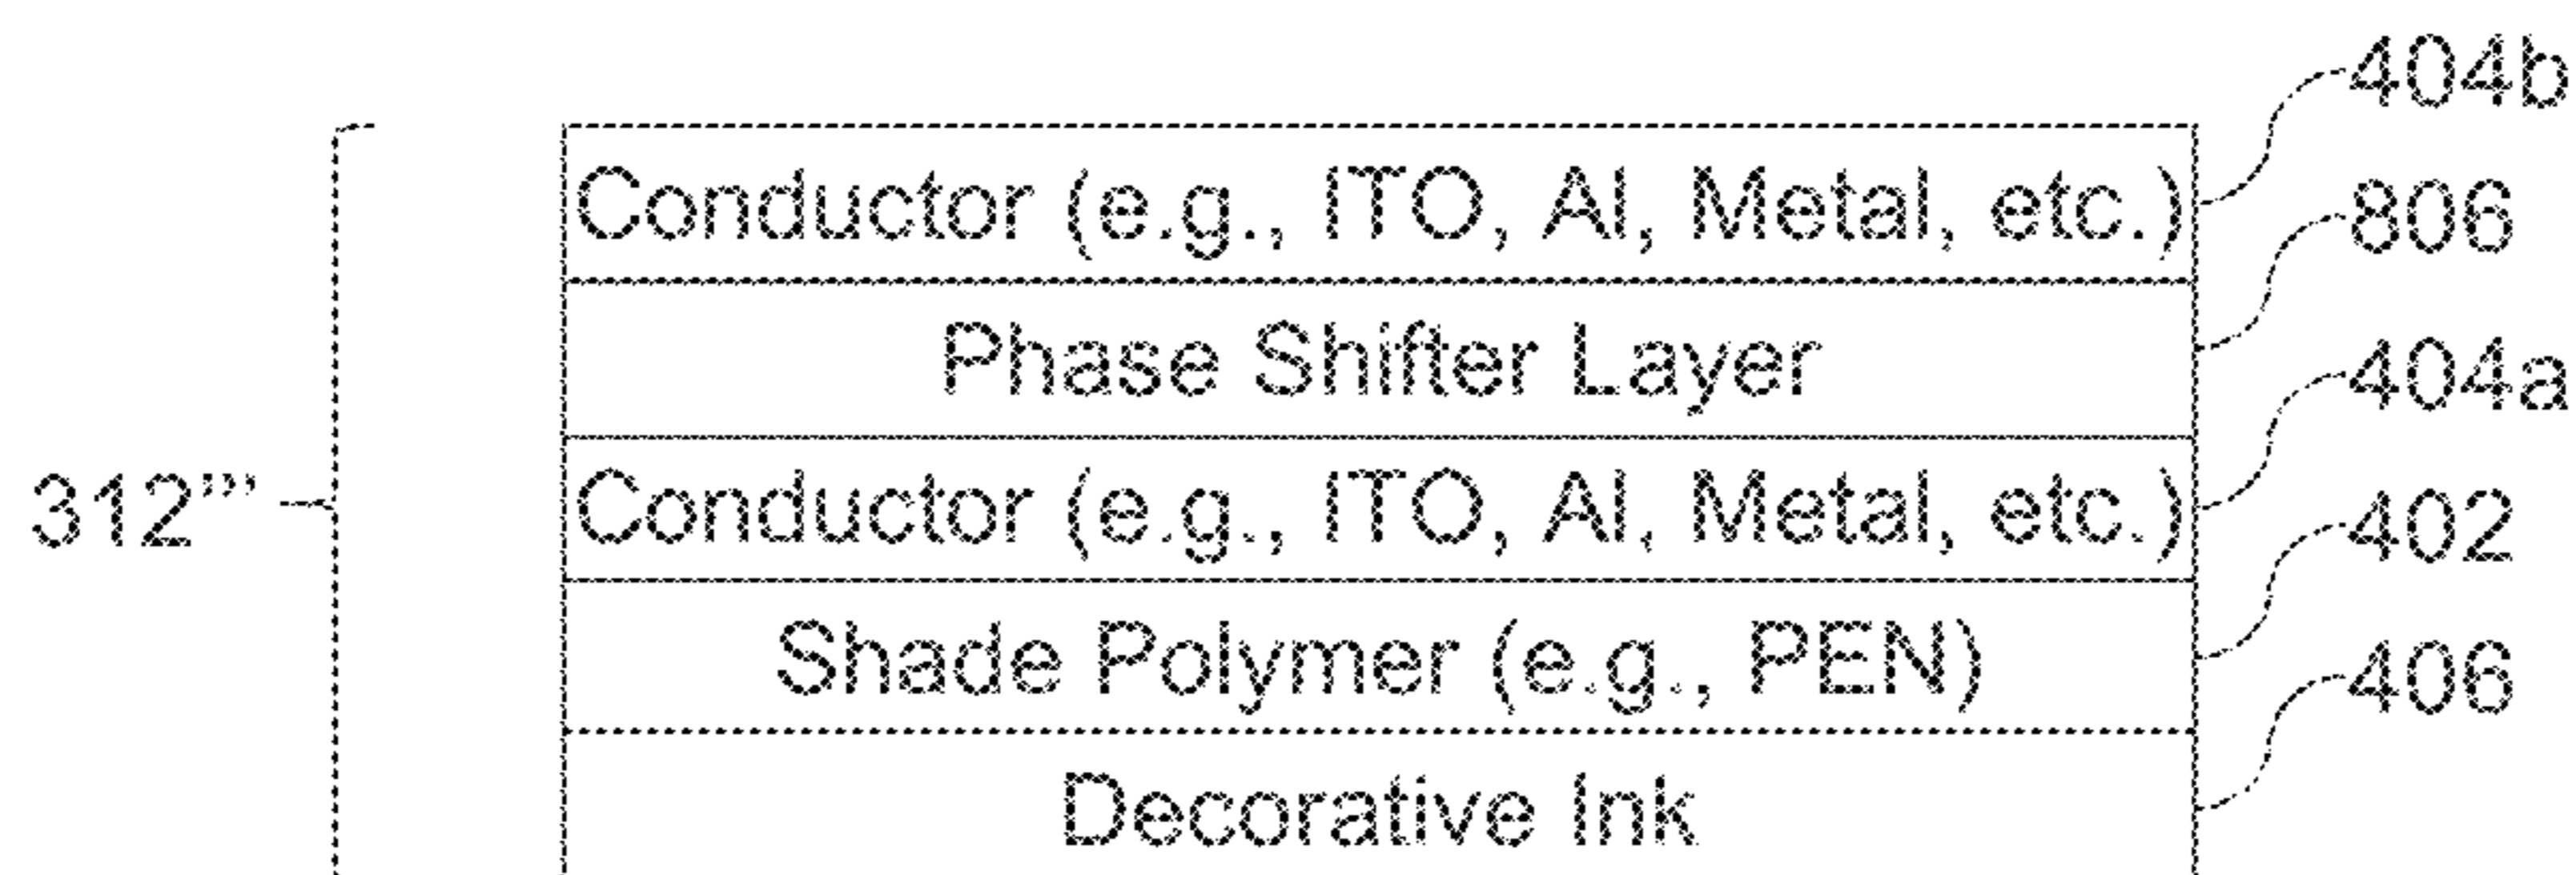 404b
Conductor (e.g., ITO, Al, Metal, etc.)
806
Phase Shifter Layer
404a
312”’
Conductor (e.g., ITO, Al, Metal, etc.)
402
Shade Polymer (e.g., PEN)
406
Decorative Ink